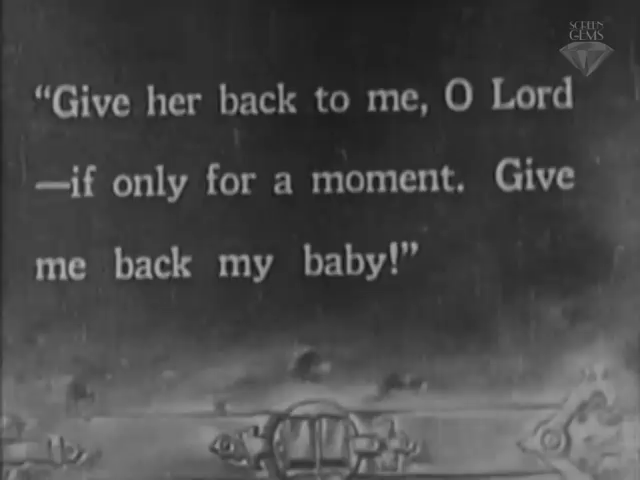 SCREEN
GEMS
“Give her back to me, O Lord
—if only for a moment. Give
me back my baby!”